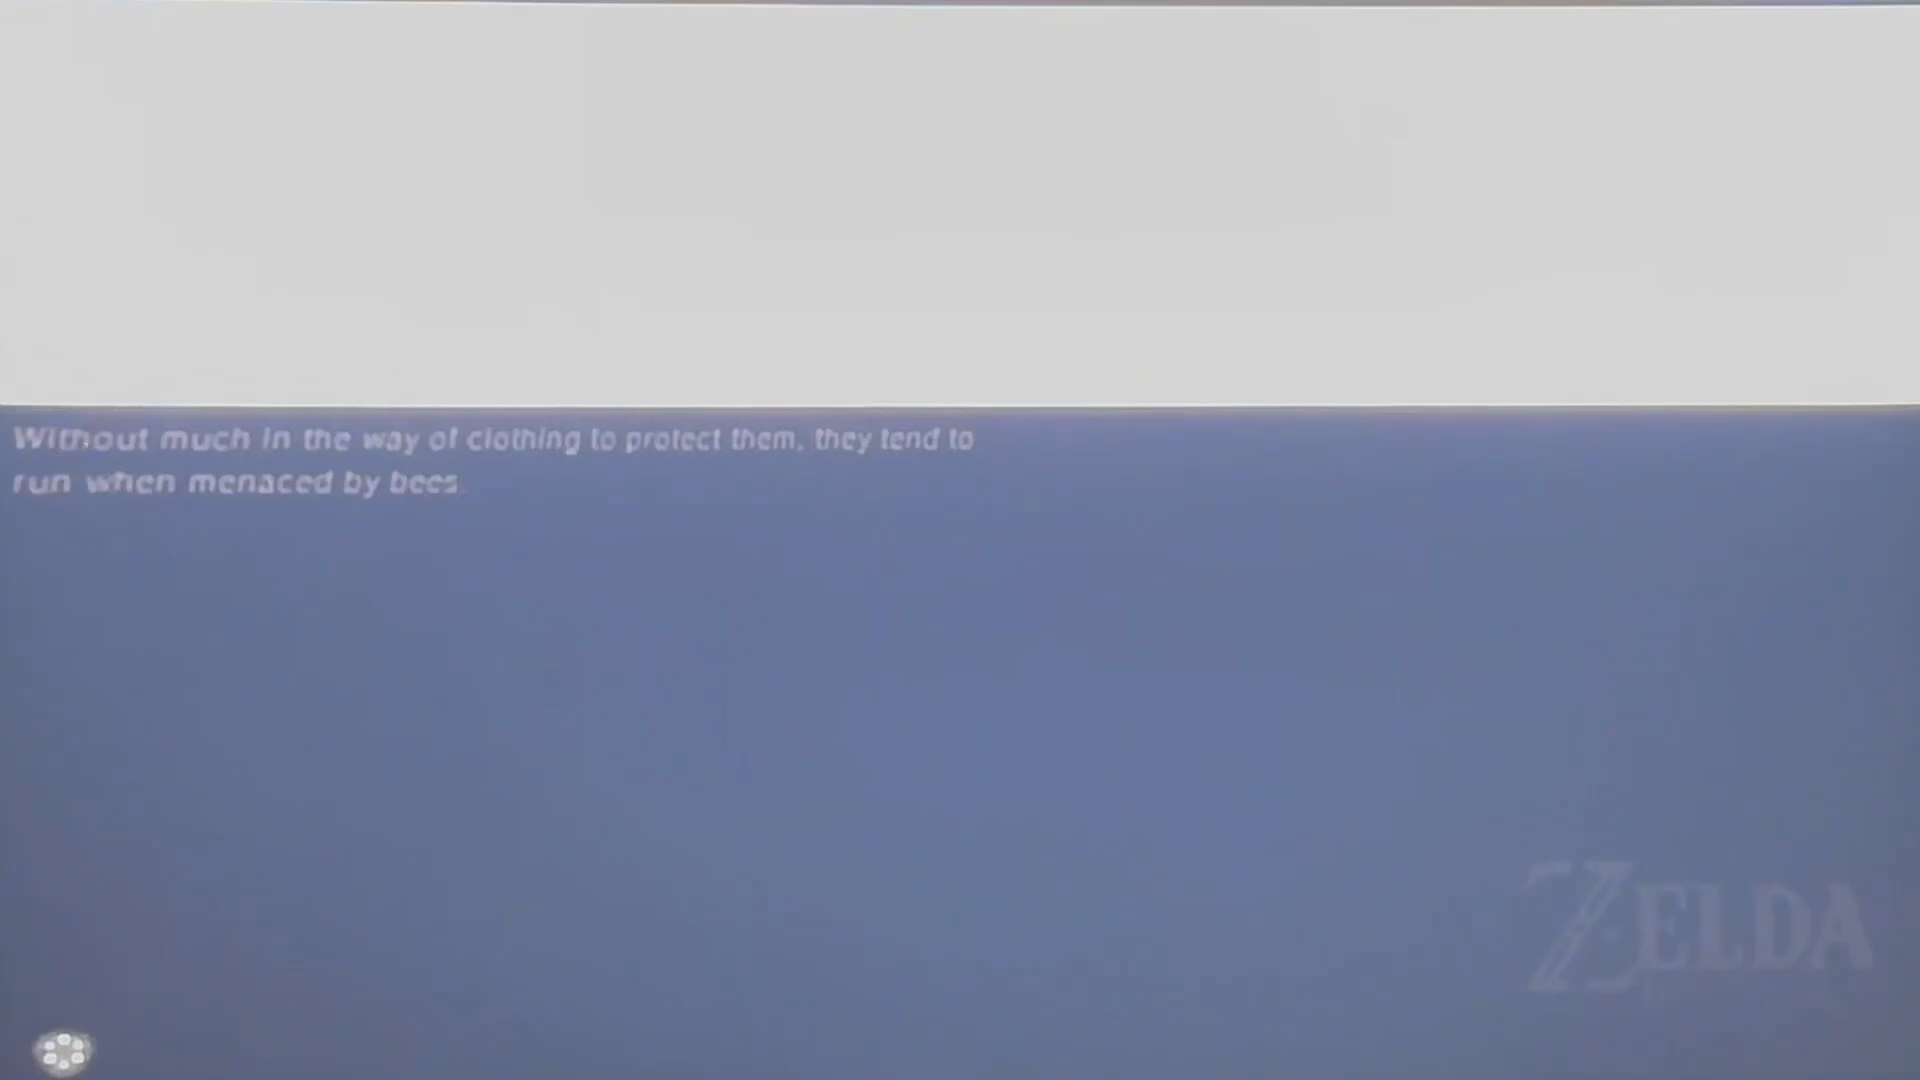 Without much in the way of clothing to protect them, they tend to
run when menaced by bees.
ZELDA